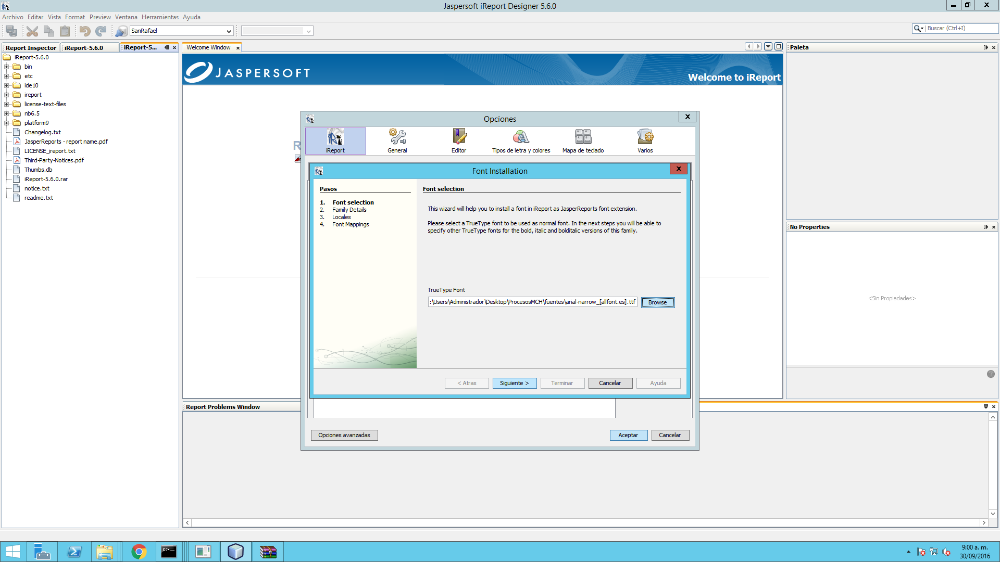 Jaspersoft iReport Designer 5.6.0
Archivo Editar Vista Format Preview Ventana Herramientas Ayuda
SanRafael
Buscar (Ctrl+I)
Report Inspector
iReport-5.6.0
iReport-5...
iReport-5.6.0
bin
etc
ide10
ireport
license-text-files
nb6.5
platform9
Changelog.txt
JasperReports - report name.pdf
LICENSE_ireport.txt
Third-Party-Notices.pdf
Thumbs.db
iReport-5.6.0.rar
notice.txt
readme.txt
Welcome Window
JASPERSOFT
Welcome to iReport
R
Opciones
iReport
General
Editor
Tipos de letra y colores
Mapa de teclado
Varios
Font Installation
Pasos
1. Font selection
2. Family Details
3. Locales
4. Font Mappings
Font selection
This wizard will help you to install a font in iReport as JasperReports font extension.
Please select a TrueType font to be used as normal font. In the next steps you will be able to
specify other TrueType fonts for the bold, italic and bolditalic versions of this family.
TrueType Font
:\Users\Administrador\Desktop\ProcesosMCH\fuentes\arial-narrow_[allfont.es].ttf
Browse
< Atras
Siguiente >
Terminar
Cancelar
Ayuda
Opciones avanzadas
Aceptar
Cancelar
Paleta
No Properties
<Sin Propiedades>
Report Problems Window
C:\
9:00 a. m.
30/09/2016